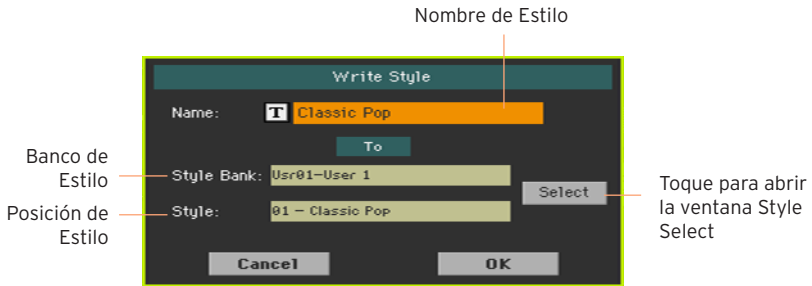 Nombre de Estilo
Write Style
Name:
T Classic Pop
To
Banco de
Estilo
Style Bank:
Usr01-User 1
Select
Posición de
Estilo
Style:
01 - Classic Pop
Toque para abrir
la ventana Style
Select
Cancel
OK